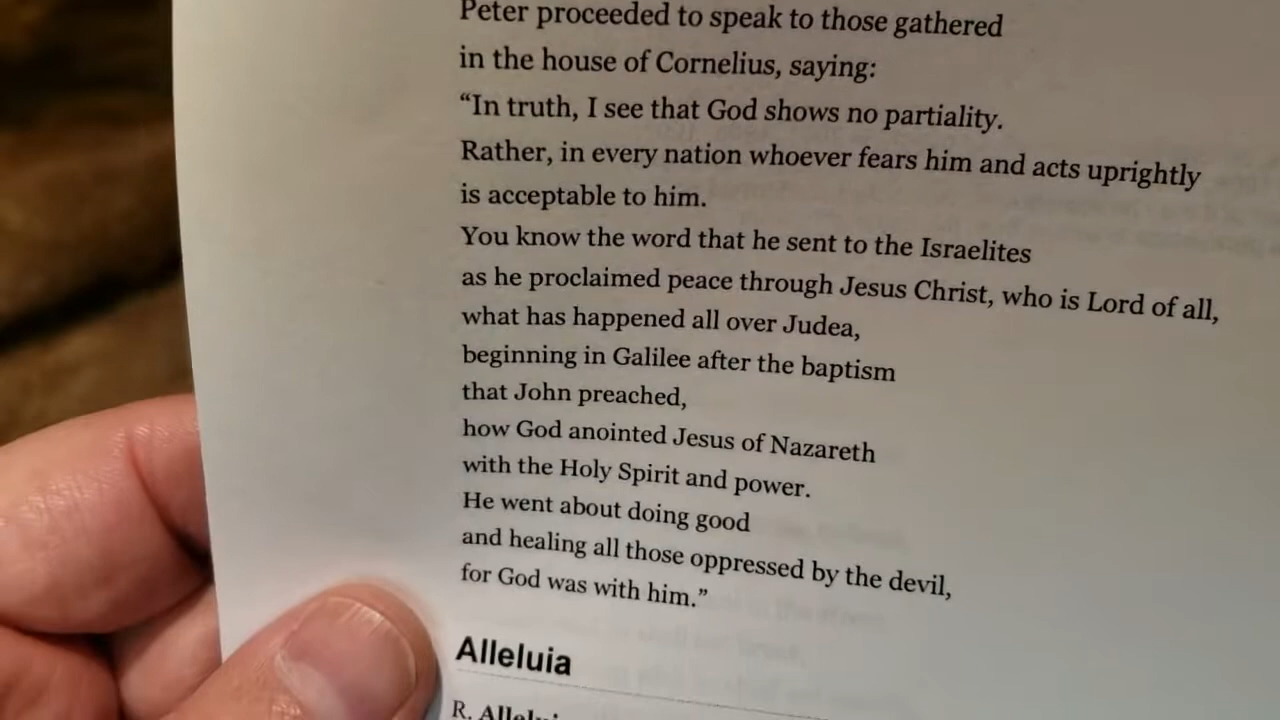 Peter proceeded to speak to those gathered
in the house of Cornelius, saying:
“In truth, I see that God shows no partiality.
Rather, in every nation whoever fears him and acts uprightly
is acceptable to him.
You know the word that he sent to the Israelites
as he proclaimed peace through Jesus Christ, who is Lord of all,
what has happened all over Judea,
beginning in Galilee after the baptism
that John preached,
how God anointed Jesus of Nazareth
with the Holy Spirit and power.
He went about doing good
and healing all those oppressed by the devil,
for God was with him.”
Alleluia
R.